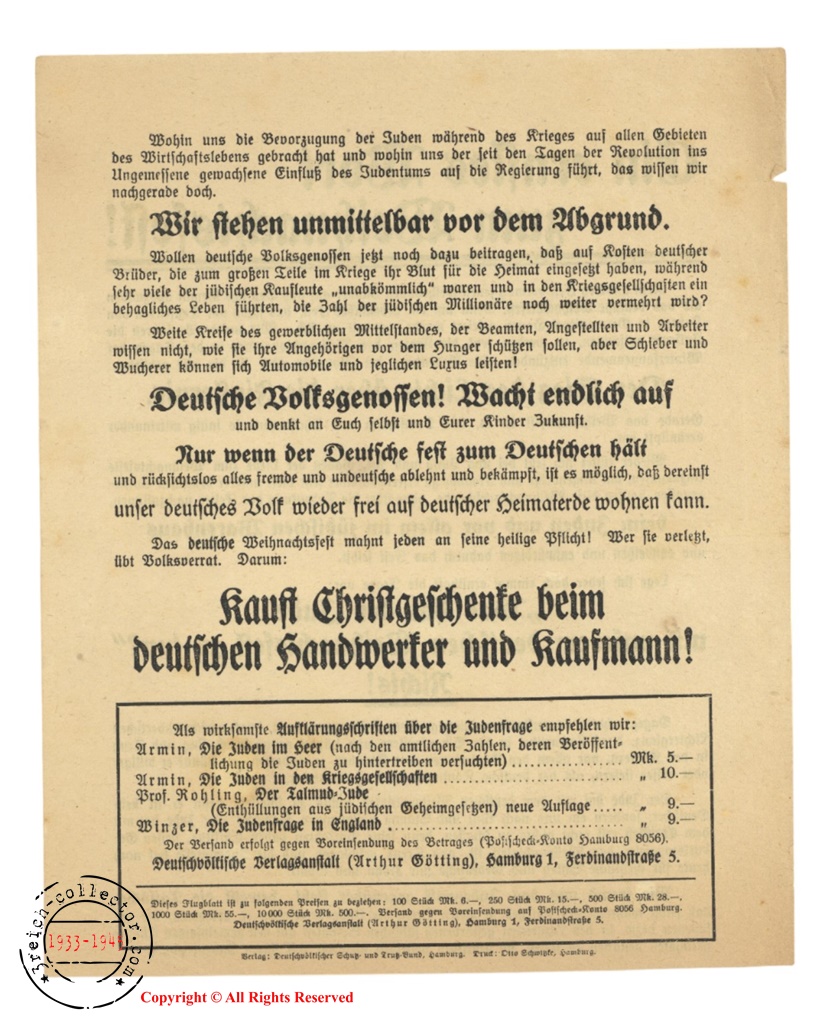 Wohin uns die Bevorzugung der Juden während des Krieges auf allen Gebieten
des Wirtschaftslebens gebracht hat und wohin uns der seit den Tagen der Revolution ins
Ungemessene gewachsene Einfluß des Judentums auf die Regierung führt, das wissen wir
nachgerade doch.
Wir stehen unmittelbar vor dem Abgrund.
Wollen deutsche Volksgenossen jetzt noch dazu beitragen, daß auf Kosten deutscher
Brüder, die zum großen Teile im Kriege ihr Blut für die Heimat eingesetzt haben, während
sehr viele der jüdischen Kaufleute „unabkömmlich“ waren und in den Kriegsgesellschaften ein
behagliches Leben führten, die Zahl der jüdischen Millionäre noch weiter vermehrt wird?
Weite Kreise des gewerblichen Mittelstandes, der Beamten, Angestellten und Arbeiter
wissen nicht, wie sie ihre Angehörigen vor dem Hunger schützen sollen, aber Schieber und
Wucherer können sich Automobile und jeglichen Luxus leisten!
Deutsche Volksgenossen! Wacht endlich auf
und denkt an Euch selbst und Eurer Kinder Zukunft.
Nur wenn der Deutsche fest zum Deutschen hält
und rücksichtslos alles fremde und undeutsche ablehnt und bekämpft, ist es möglich, daß dereinst
unser deutsches Volk wieder frei auf deutscher Heimaterde wohnen kann.
Das deutsche Weihnachtsfest mahnt jeden an seine heilige Pflicht! Wer sie verletzt,
übt Volksverrat. Darum:
Kauft Christgeschenke beim
deutschen Handwerker und Kaufmann!
Als wirksamste Aufklärungsschriften über die Judenfrage empfehlen wir:
Armin, Die Juden im Heer (nach den amtlichen Zahlen, deren Veröffent-
lichung die Juden zu hintertreiben versuchten) .................. Mk. 5.—
Armin, Die Juden in den Kriegsgesellschaften ............................ „ 10.—
Prof. Rohling, Der Talmud-Jude
(Enthüllungen aus jüdischen Geheimgesetzen) neue Auflage ..... „ 9.—
Winzer, Die Judenfrage in England .................................... „ 9.—
Der Versand erfolgt gegen Voreinsendung des Betrages (Postscheck-Konto Hamburg 8056).
Deutschvölkische Verlagsanstalt (Arthur Götting), Hamburg 1, Ferdinandstraße 5.
Dieses Flugblatt ist zu folgenden Preisen zu beziehen: 100 Stück Mk. 6.—, 250 Stück Mk. 15.—, 500 Stück Mk. 28.—,
1000 Stück Mk. 55.—, 10 000 Stück Mk. 500.—. Versand gegen Voreinsendung auf Postscheck-Konto 8056 Hamburg.
Deutschvölkische Verlagsanstalt (Arthur Götting), Hamburg 1, Ferdinandstraße 5.
Verlag: Deutschvölkischer Schutz- und Trutz-Bund, Hamburg. Druck: Otto Schwitzke, Hamburg.
3reich-collector.com
1933-194
Copyright © All Rights Reserved